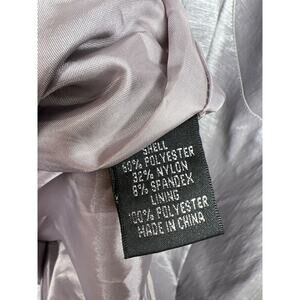 SHELL
60% POLYESTER
32% NYLON
8% SPANDEX
LINING
100% POLYESTER
MADE IN CHINA